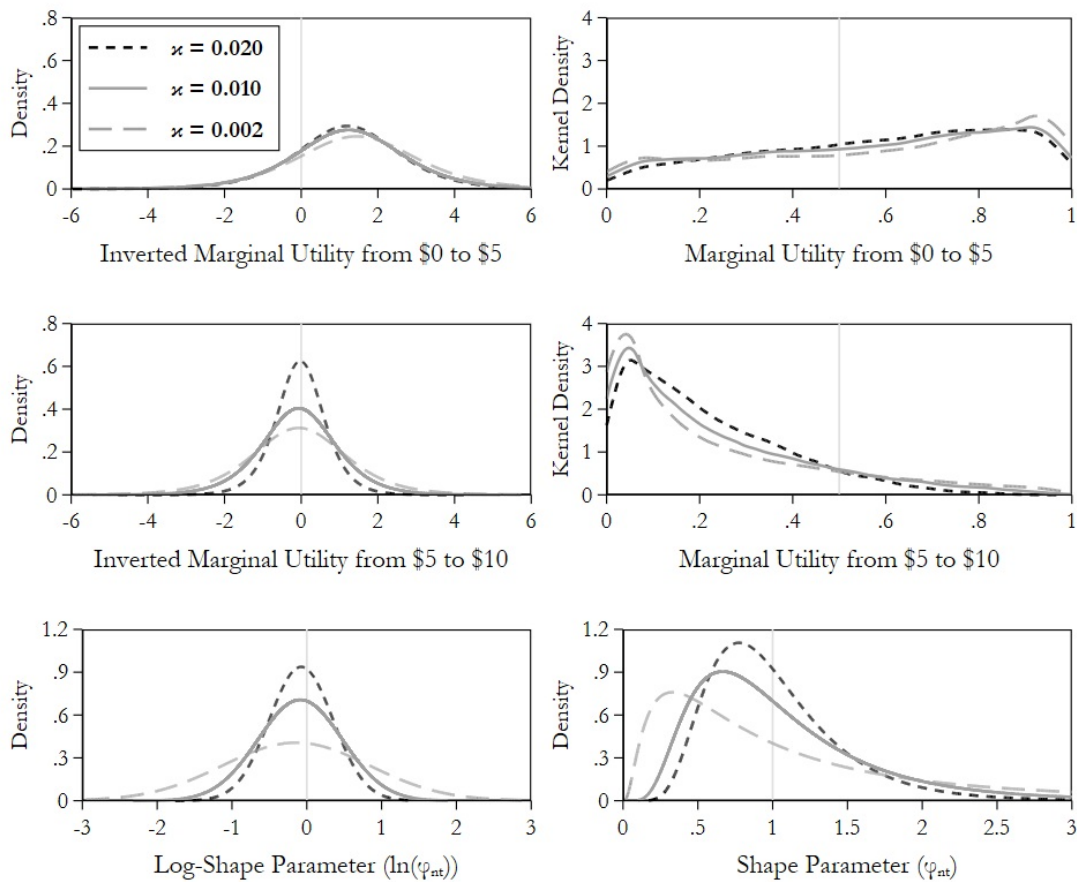 .8
.6
.4
.2
0
Density
ϰ = 0.020
ϰ = 0.010
ϰ = 0.002
-6 -4 -2 0 2 4 6
Inverted Marginal Utility from $0 to $5
4
3
2
1
0
Kernel Density
0 .2 .4 .6 .8 1
Marginal Utility from $0 to $5
.8
.6
.4
.2
0
Density
-6 -4 -2 0 2 4 6
Inverted Marginal Utility from $5 to $10
4
3
2
1
0
Kernel Density
0 .2 .4 .6 .8 1
Marginal Utility from $5 to $10
1.2
.9
.6
.3
0
Density
-3 -2 -1 0 1 2 3
Log-Shape Parameter (ln(φnt))
1.2
.9
.6
.3
0
Density
0 .5 1 1.5 2 2.5 3
Shape Parameter (φnt)